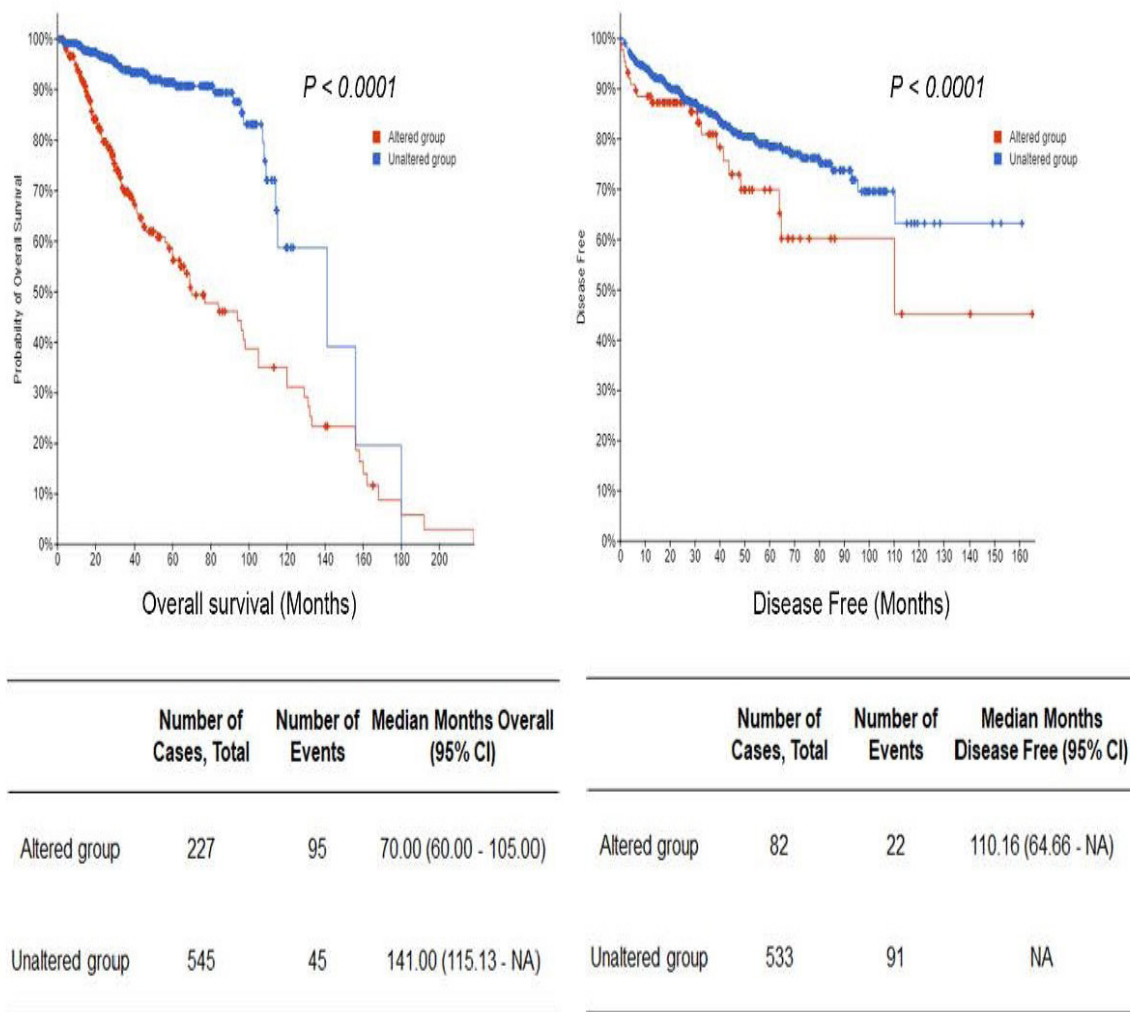 100%
90%
80%
70%
60%
50%
40%
30%
20%
10%
0%
Probability of Overall Survival
P < 0.0001
Altered group
Unaltered group
0 20 40 60 80 100 120 140 160 180 200
Overall survival (Months)
100%
90%
80%
70%
60%
50%
40%
30%
20%
10%
0%
Disease Free
P < 0.0001
Altered group
Unaltered group
0 10 20 30 40 50 60 70 80 90 100 110 120 130 140 150 160
Disease Free (Months)
Number of Cases, Total Number of Events Median Months Overall (95% CI)
Altered group 227 95 70.00 (60.00 - 105.00)
Unaltered group 545 45 141.00 (115.13 - NA)
Number of Cases, Total Number of Events Median Months Disease Free (95% CI)
Altered group 82 22 110.16 (64.66 - NA)
Unaltered group 533 91 NA